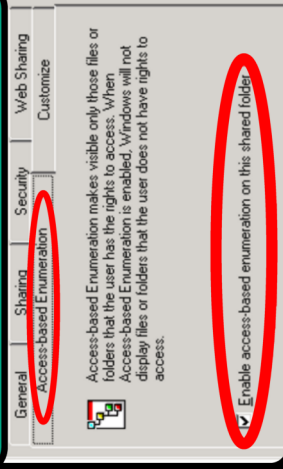 General Sharing Security Web Sharing
Access-based Enumeration Customize
Access-based Enumeration makes visible only those files or
folders that the user has the rights to access. When
Access-based Enumeration is enabled, Windows will not
display files or folders that the user does not have rights to
access.
Enable access-based enumeration on this shared folder